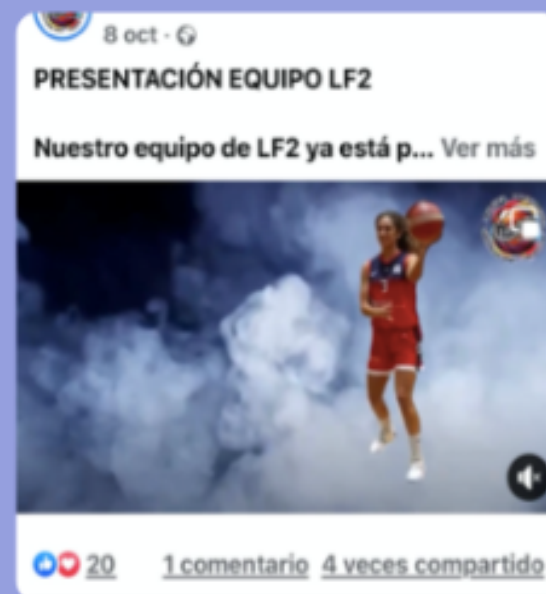 8 oct ·
PRESENTACIÓN EQUIPO LF2
Nuestro equipo de LF2 ya está p... Ver más
20 1 comentario 4 veces compartido